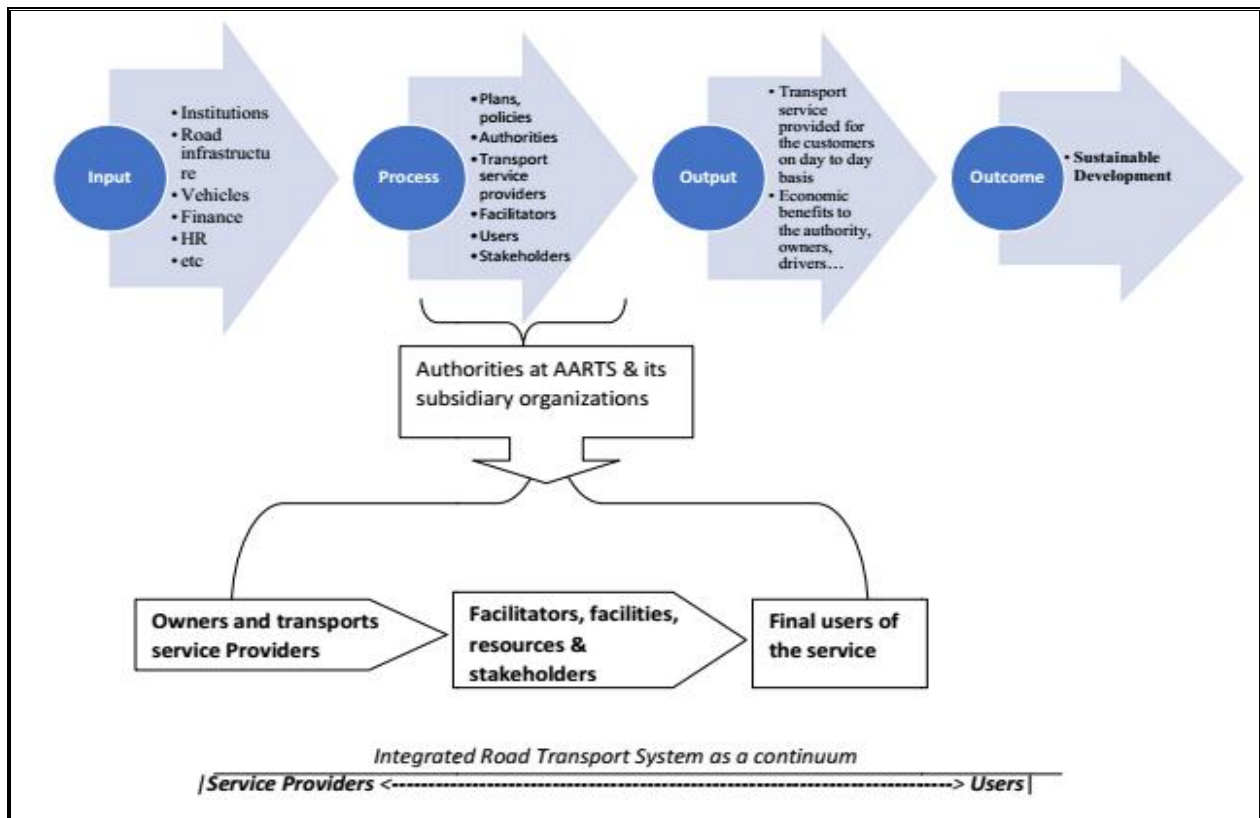 Input
• Institutions
• Road
infrastructu
re
• Vehicles
• Finance
• HR
• etc
Process
• Plans,
policies
• Authorities
• Transport
service
providers
• Facilitators
• Users
• Stakeholders
Output
• Transport
service
provided for
the customers
on day to day
basis
• Economic
benefits to
the authority,
owners,
drivers…
Outcome
• Sustainable
Development
Authorities at AARTS & its
subsidiary organizations
Owners and transports
service Providers
Facilitators, facilities,
resources &
stakeholders
Final users of
the service
Integrated Road Transport System as a continuum
|Service Providers <---------------------------------------------------------------------> Users|